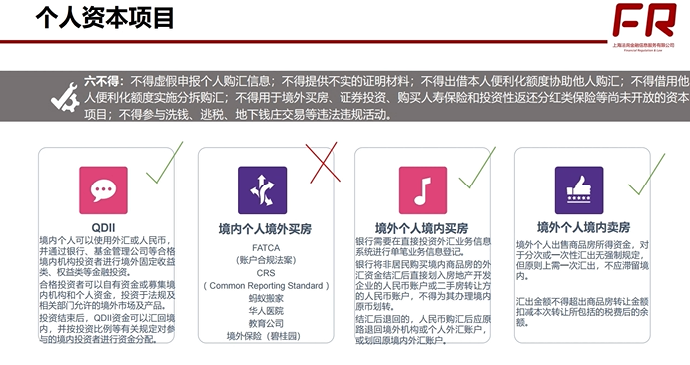 个人资本项目
FR
上海法询金融信息服务有限公司
Financial Reputation & Law
六不得：不得虚假申报个人购汇信息；不得提供不实的证明材料；不得出借本人便利化额度协助他人购汇；不得借用他
人便利化额度实施分拆购汇；不得用于境外买房、证券投资、购买人寿保险和投资性返还分红类保险等尚未开放的资本
项目；不得参与洗钱、逃税、地下钱庄交易等违法违规活动。
QDII
境内个人可以使用外汇或人民币，
并通过银行、基金管理公司等合格
境内机构投资者进行境外固定收益
类、权益类等金融投资。
合格投资者可以自有资金或募集境
内机构和个人资金，投资于法规及
相关部门允许的境外市场及产品。
投资结束后，QDII资金可以汇回境
内，并按投资比例等有关规定对参
与的境内投资者进行资金分配。
境内个人境外买房
FATCA
（账户合规法案）
CRS
（Common Reporting Standard）
蚂蚁搬家
华人医院
教育公司
境外保险（碧桂园）
境外个人境内买房
银行需要在直接投资外汇业务信息
系统进行单笔业务信息登记。
银行将非居民购买境内商品房的外
汇资金结汇后直接划入房地产开发
企业的人民币账户或二手房转让方
的人民币账户，不得为其办理境内
原币划转。
结汇后退回的，人民币购汇后应原
路退回境外机构或个人外汇账户，
或划回原境内外汇账户。
境外个人境内卖房
境外个人出售商品房所得资金，对
于分次或一次性汇出无强制规定，
但原则上需一次汇出，不应滞留境
内。
汇出金额不得超出商品房转让金额
扣减本次转让所包括的税费后的余
额。